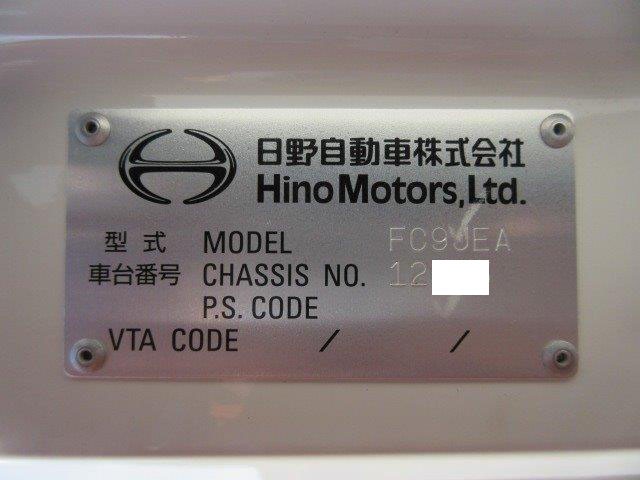 日野自動車株式会社
Hino Motors, Ltd.
型式 MODEL FC9JEA
車台番号 CHASSIS NO. 12
P.S. CODE
VTA CODE / /